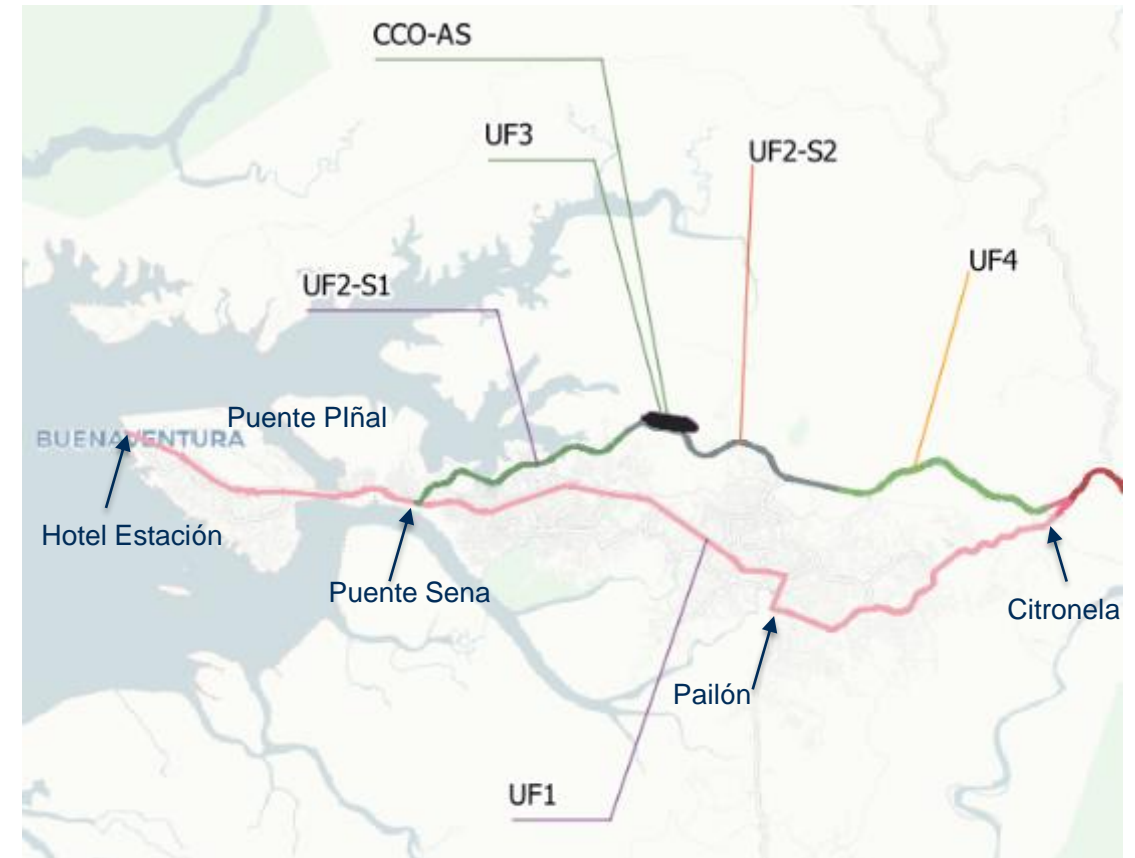 CCO-AS
UF3
UF2-S2
UF4
UF2-S1
Puente PIñal
BUENAVENTURA
Hotel Estación
Puente Sena
Citronela
Pailón
UF1